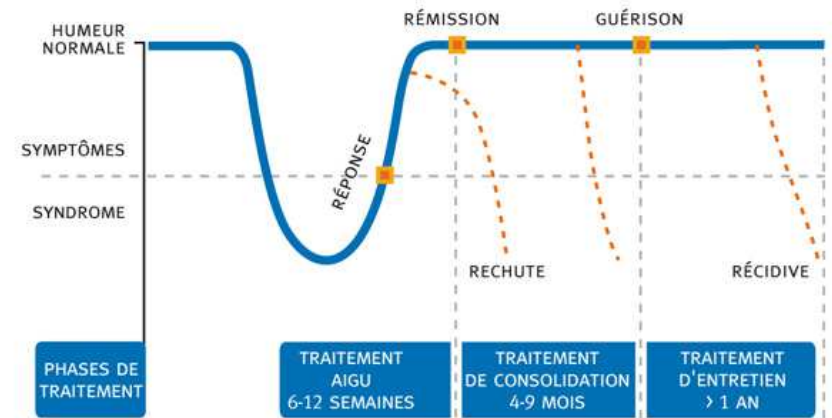 RÉMISSION
GUÉRISON
HUMEUR
NORMALE
SYMPTÔMES
RÉPONSE
SYNDROME
RECHUTE
RÉCIDIVE
PHASES DE
TRAITEMENT
TRAITEMENT
AIGU
6-12 SEMAINES
TRAITEMENT
DE CONSOLIDATION
4-9 MOIS
TRAITEMENT
D'ENTRETIEN
> 1 AN